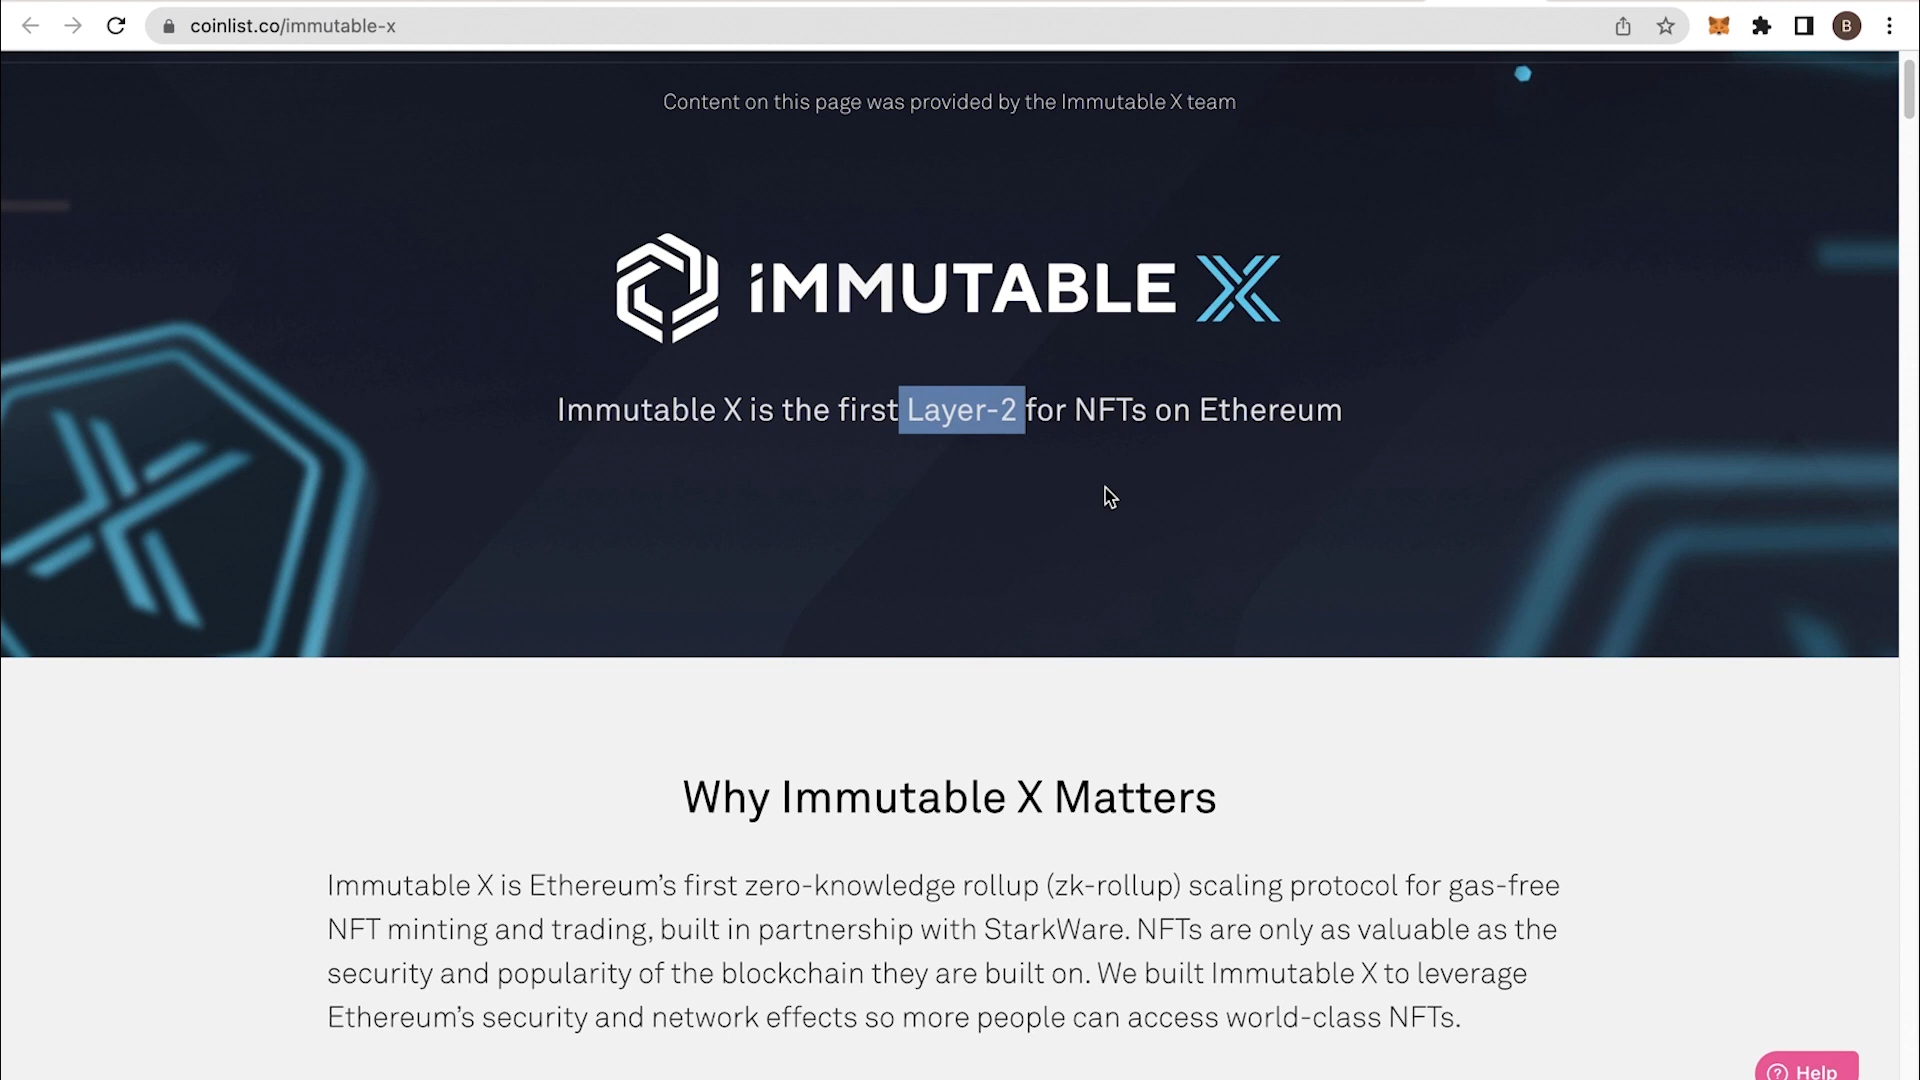 coinlist.co/immutable-x
B
Content on this page was provided by the Immutable X team
iMMUTABLE X
Immutable X is the first Layer-2 for NFTs on Ethereum
Why Immutable X Matters
Immutable X is Ethereum’s first zero-knowledge rollup (zk-rollup) scaling protocol for gas-free
NFT minting and trading, built in partnership with StarkWare. NFTs are only as valuable as the
security and popularity of the blockchain they are built on. We built Immutable X to leverage
Ethereum’s security and network effects so more people can access world-class NFTs.
? Help